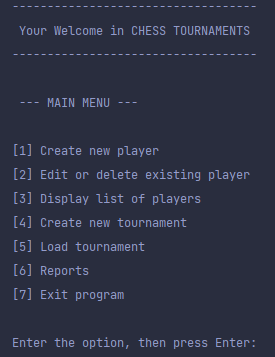 -----------------------------------
Your Welcome in CHESS TOURNAMENTS
-----------------------------------
--- MAIN MENU ---
[1] Create new player
[2] Edit or delete existing player
[3] Display list of players
[4] Create new tournament
[5] Load tournament
[6] Reports
[7] Exit program
Enter the option, then press Enter: